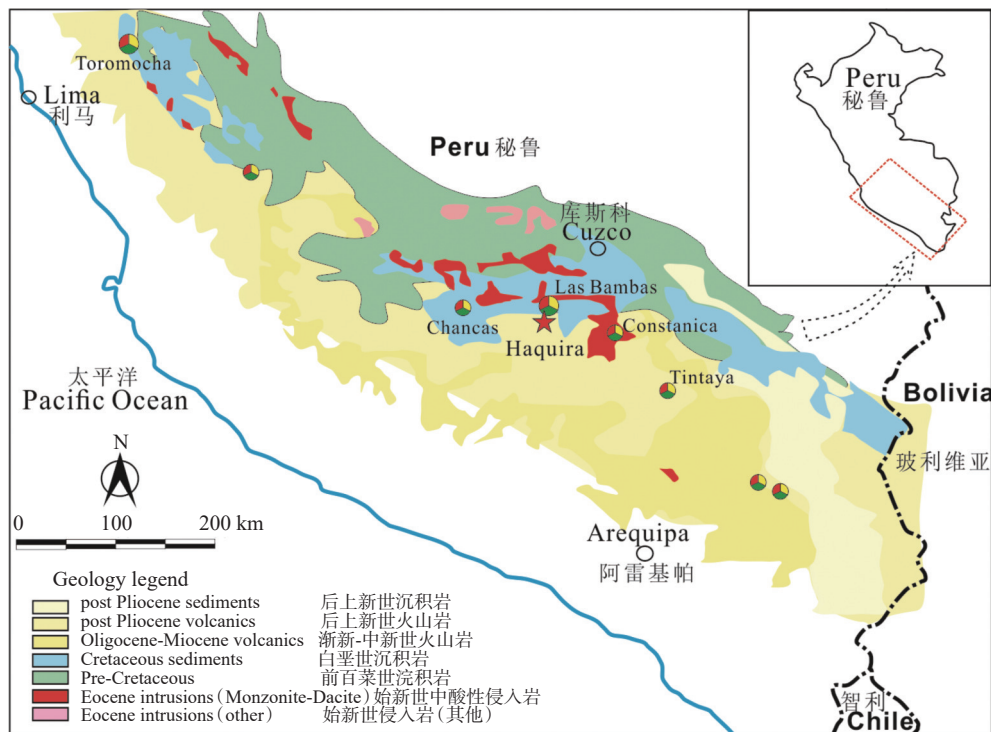 Toromocha
Lima
利马
Peru 秘鲁
库斯科
Cuzco
Las Bambas
Chancas
Constanica
Haquira
Tintaya
太平洋
Pacific Ocean
Bolivia
玻利维亚
Arequipa
阿雷基帕
智利
Chile
Peru
秘鲁
N
0 100 200 km
Geology legend
post Pliocene sediments 后上新世沉积岩
post Pliocene volcanics 后上新世火山岩
Oligocene-Miocene volcanics 渐新-中新世火山岩
Cretaceous sediments 白垩世沉积岩
Pre-Cretaceous 前百菜世浣积岩
Eocene intrusions (Monzonite-Dacite) 始新世中酸性侵入岩
Eocene intrusions (other) 始新世侵入岩(其他)